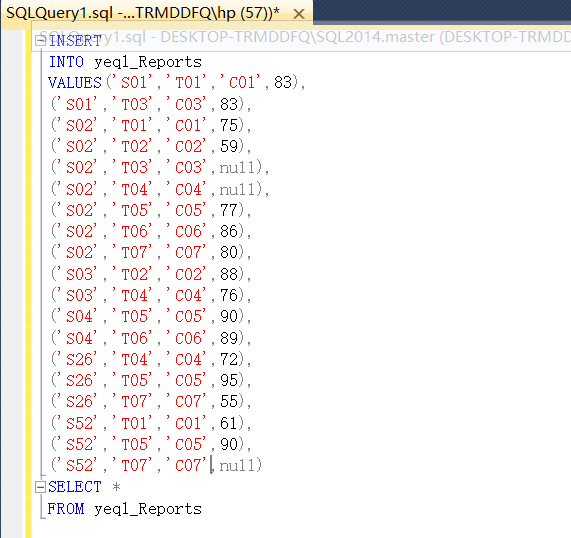 SQLQuery1.sql -...TRMDDFQ\hp (57))*
SQLQuery1.sql - DESKTOP-TRMDDFQ\SQL2014.master (DESKTOP-TRMDD
INSERT
INTO yeql_Reports
VALUES('S01','T01','C01',83),
('S01','T03','C03',83),
('S02','T01','C01',75),
('S02','T02','C02',59),
('S02','T03','C03',null),
('S02','T04','C04',null),
('S02','T05','C05',77),
('S02','T06','C06',86),
('S02','T07','C07',80),
('S03','T02','C02',88),
('S03','T04','C04',76),
('S04','T05','C05',90),
('S04','T06','C06',89),
('S26','T04','C04',72),
('S26','T05','C05',95),
('S26','T07','C07',55),
('S52','T01','C01',61),
('S52','T05','C05',90),
('S52','T07','C07',null)
SELECT *
FROM yeql_Reports